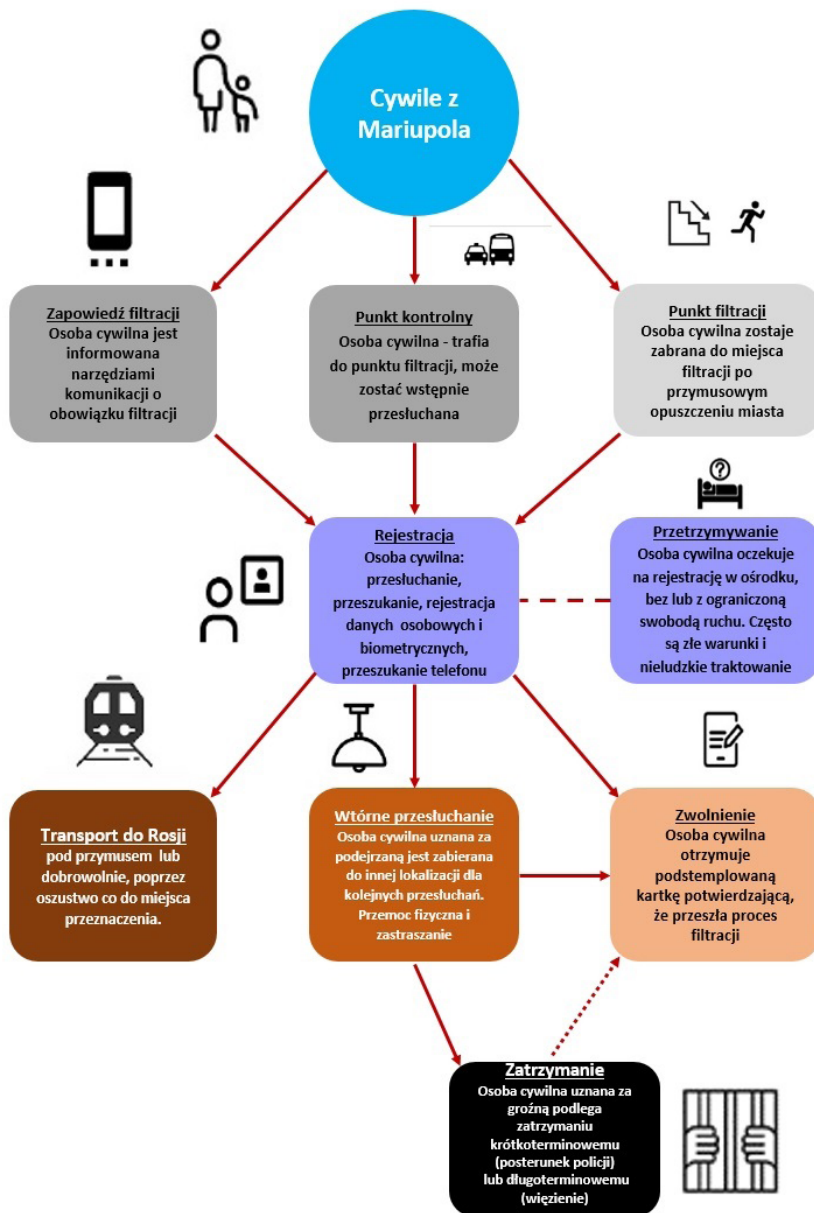 Cywile z
Mariupola
Zapowiedź filtracji
Osoba cywilna jest
informowana
narzędziami
komunikacji o
obowiązku filtracji
Punkt kontrolny
Osoba cywilna - trafia
do punktu filtracji, może
zostać wstępnie
przesłuchana
Punkt filtracji
Osoba cywilna zostaje
zabrana do miejsca
filtracji po
przymusowym
opuszczeniu miasta
Rejestracja
Osoba cywilna:
przesłuchanie,
przeszukanie, rejestracja
danych osobowych i
biometrycznych,
przeszukanie telefonu
Przetrzymywanie
Osoba cywilna oczekuje
na rejestrację w ośrodku,
bez lub z ograniczoną
swobodą ruchu. Często
są złe warunki i
nieludzkie traktowanie
Transport do Rosji
pod przymusem lub
dobrowolnie, poprzez
oszustwo co do miejsca
przeznaczenia.
Wtórne przesłuchanie
Osoba cywilna uznana za
podejrzaną jest zabierana
do innej lokalizacji dla
kolejnych przesłuchań.
Przemoc fizyczna i
zastraszanie
Zwolnienie
Osoba cywilna
otrzymuje
podstemplowaną
kartkę potwierdzającą,
że przeszła proces
filtracji
Zatrzymanie
Osoba cywilna uznana za
groźną podlega
zatrzymaniu
krótkoterminowemu
(posterunek policji)
lub długoterminowemu
(więzienie)